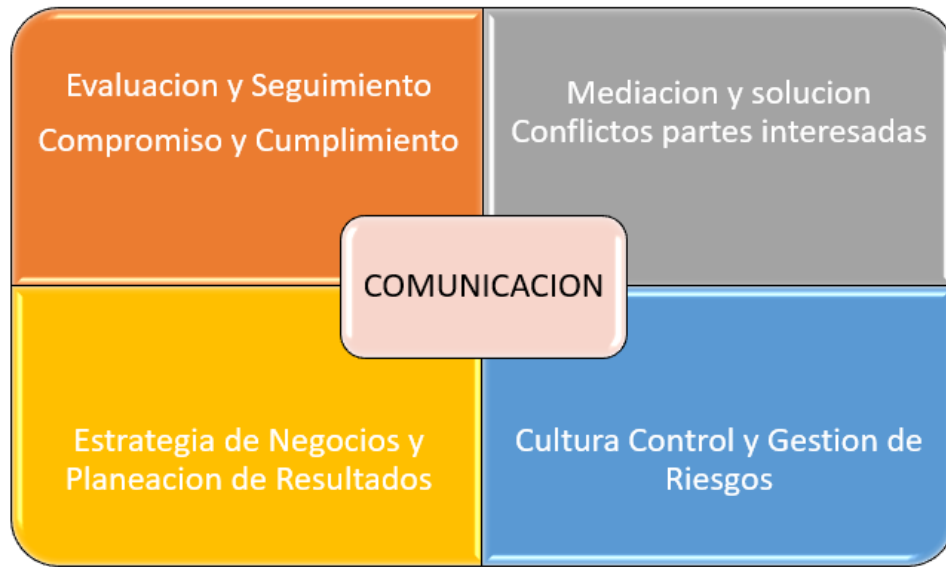 Evaluacion y Seguimiento
Compromiso y Cumplimiento
Mediacion y solucion
Conflictos partes interesadas
COMUNICACION
Estrategia de Negocios y
Planeacion de Resultados
Cultura Control y Gestion de
Riesgos